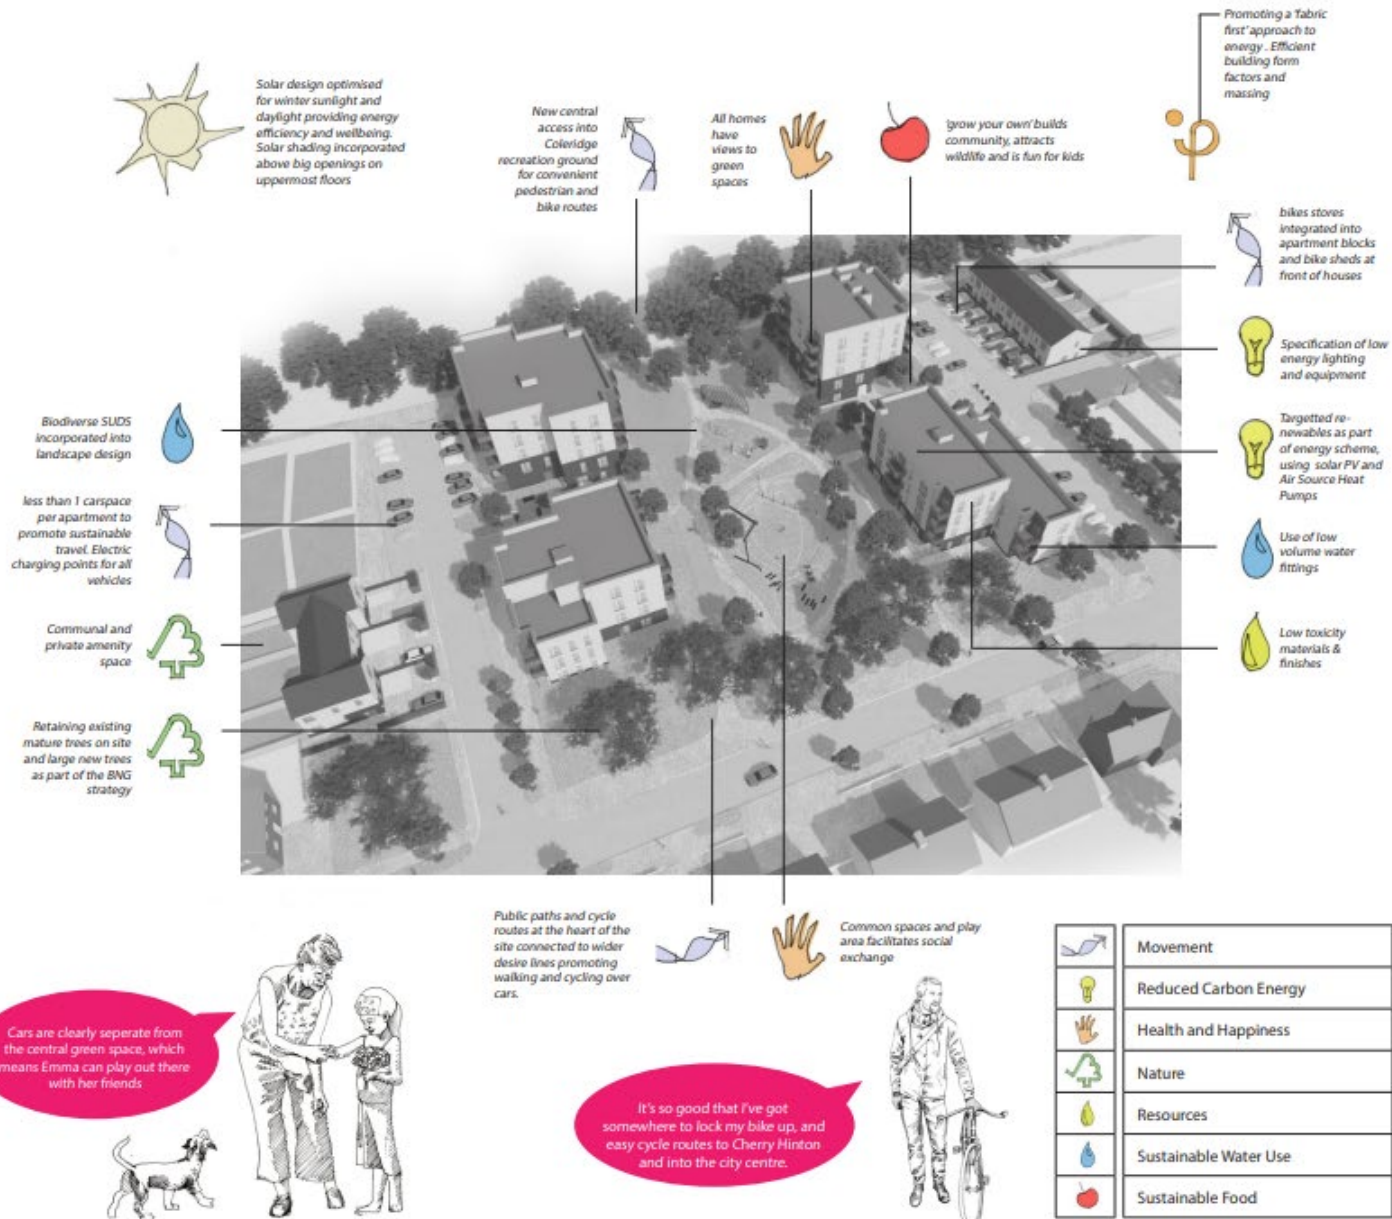 Promoting a 'fabric
first' approach to
energy . Efficient
building form
factors and
massing
Solar design optimised
for winter sunlight and
daylight providing energy
efficiency and wellbeing.
Solar shading incorporated
above big openings on
uppermost floors
New central
access into
Coleridge
recreation ground
for convenient
pedestrian and
bike routes
All homes
have
views to
green
spaces
'grow your own' builds
community, attracts
wildlife and is fun for kids
bikes stores
integrated into
apartment blocks
and bike sheds at
front of houses
Specification of low
energy lighting
and equipment
Biodiverse SUDS
incorporated into
landscape design
Targetted re-
newables as part
of energy scheme,
using solar PV and
Air Source Heat
Pumps
less than 1 carspace
per apartment to
promote sustainable
travel. Electric
charging points for all
vehicles
Use of low
volume water
fittings
Communal and
private amenity
space
Low toxicity
materials &
finishes
Retaining existing
mature trees on site
and large new trees
as part of the BNG
strategy
Public paths and cycle
routes at the heart of the
site connected to wider
desire lines promoting
walking and cycling over
cars.
Common spaces and play
area facilitates social
exchange
Cars are clearly seperate from
the central green space, which
means Emma can play out there
with her friends
It's so good that I've got
somewhere to lock my bike up, and
easy cycle routes to Cherry Hinton
and into the city centre.
Movement
Reduced Carbon Energy
Health and Happiness
Nature
Resources
Sustainable Water Use
Sustainable Food